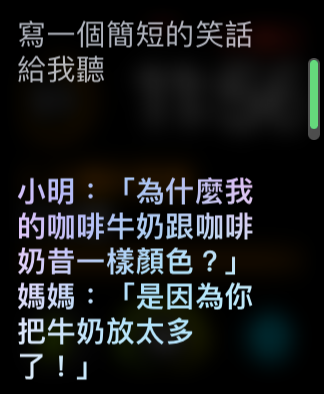 寫一個簡短的笑話
給我聽
小明：「為什麼我
的咖啡牛奶跟咖啡
奶昔一樣顏色？」
媽媽：「是因為你
把牛奶放太多
了！」